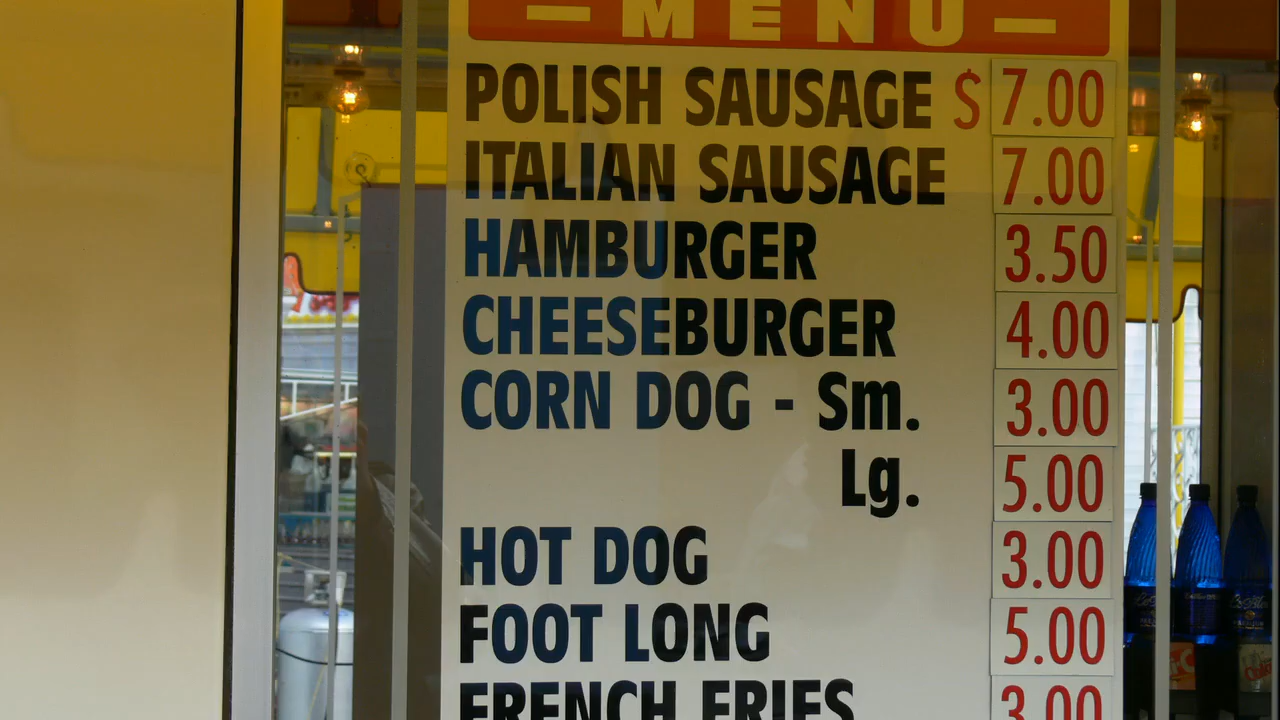 — MENU —
POLISH SAUSAGE $ 7.00
ITALIAN SAUSAGE 7.00
HAMBURGER 3.50
CHEESEBURGER 4.00
CORN DOG - Sm. 3.00
Lg. 5.00
HOT DOG 3.00
FOOT LONG 5.00
FRENCH FRIES 3.00